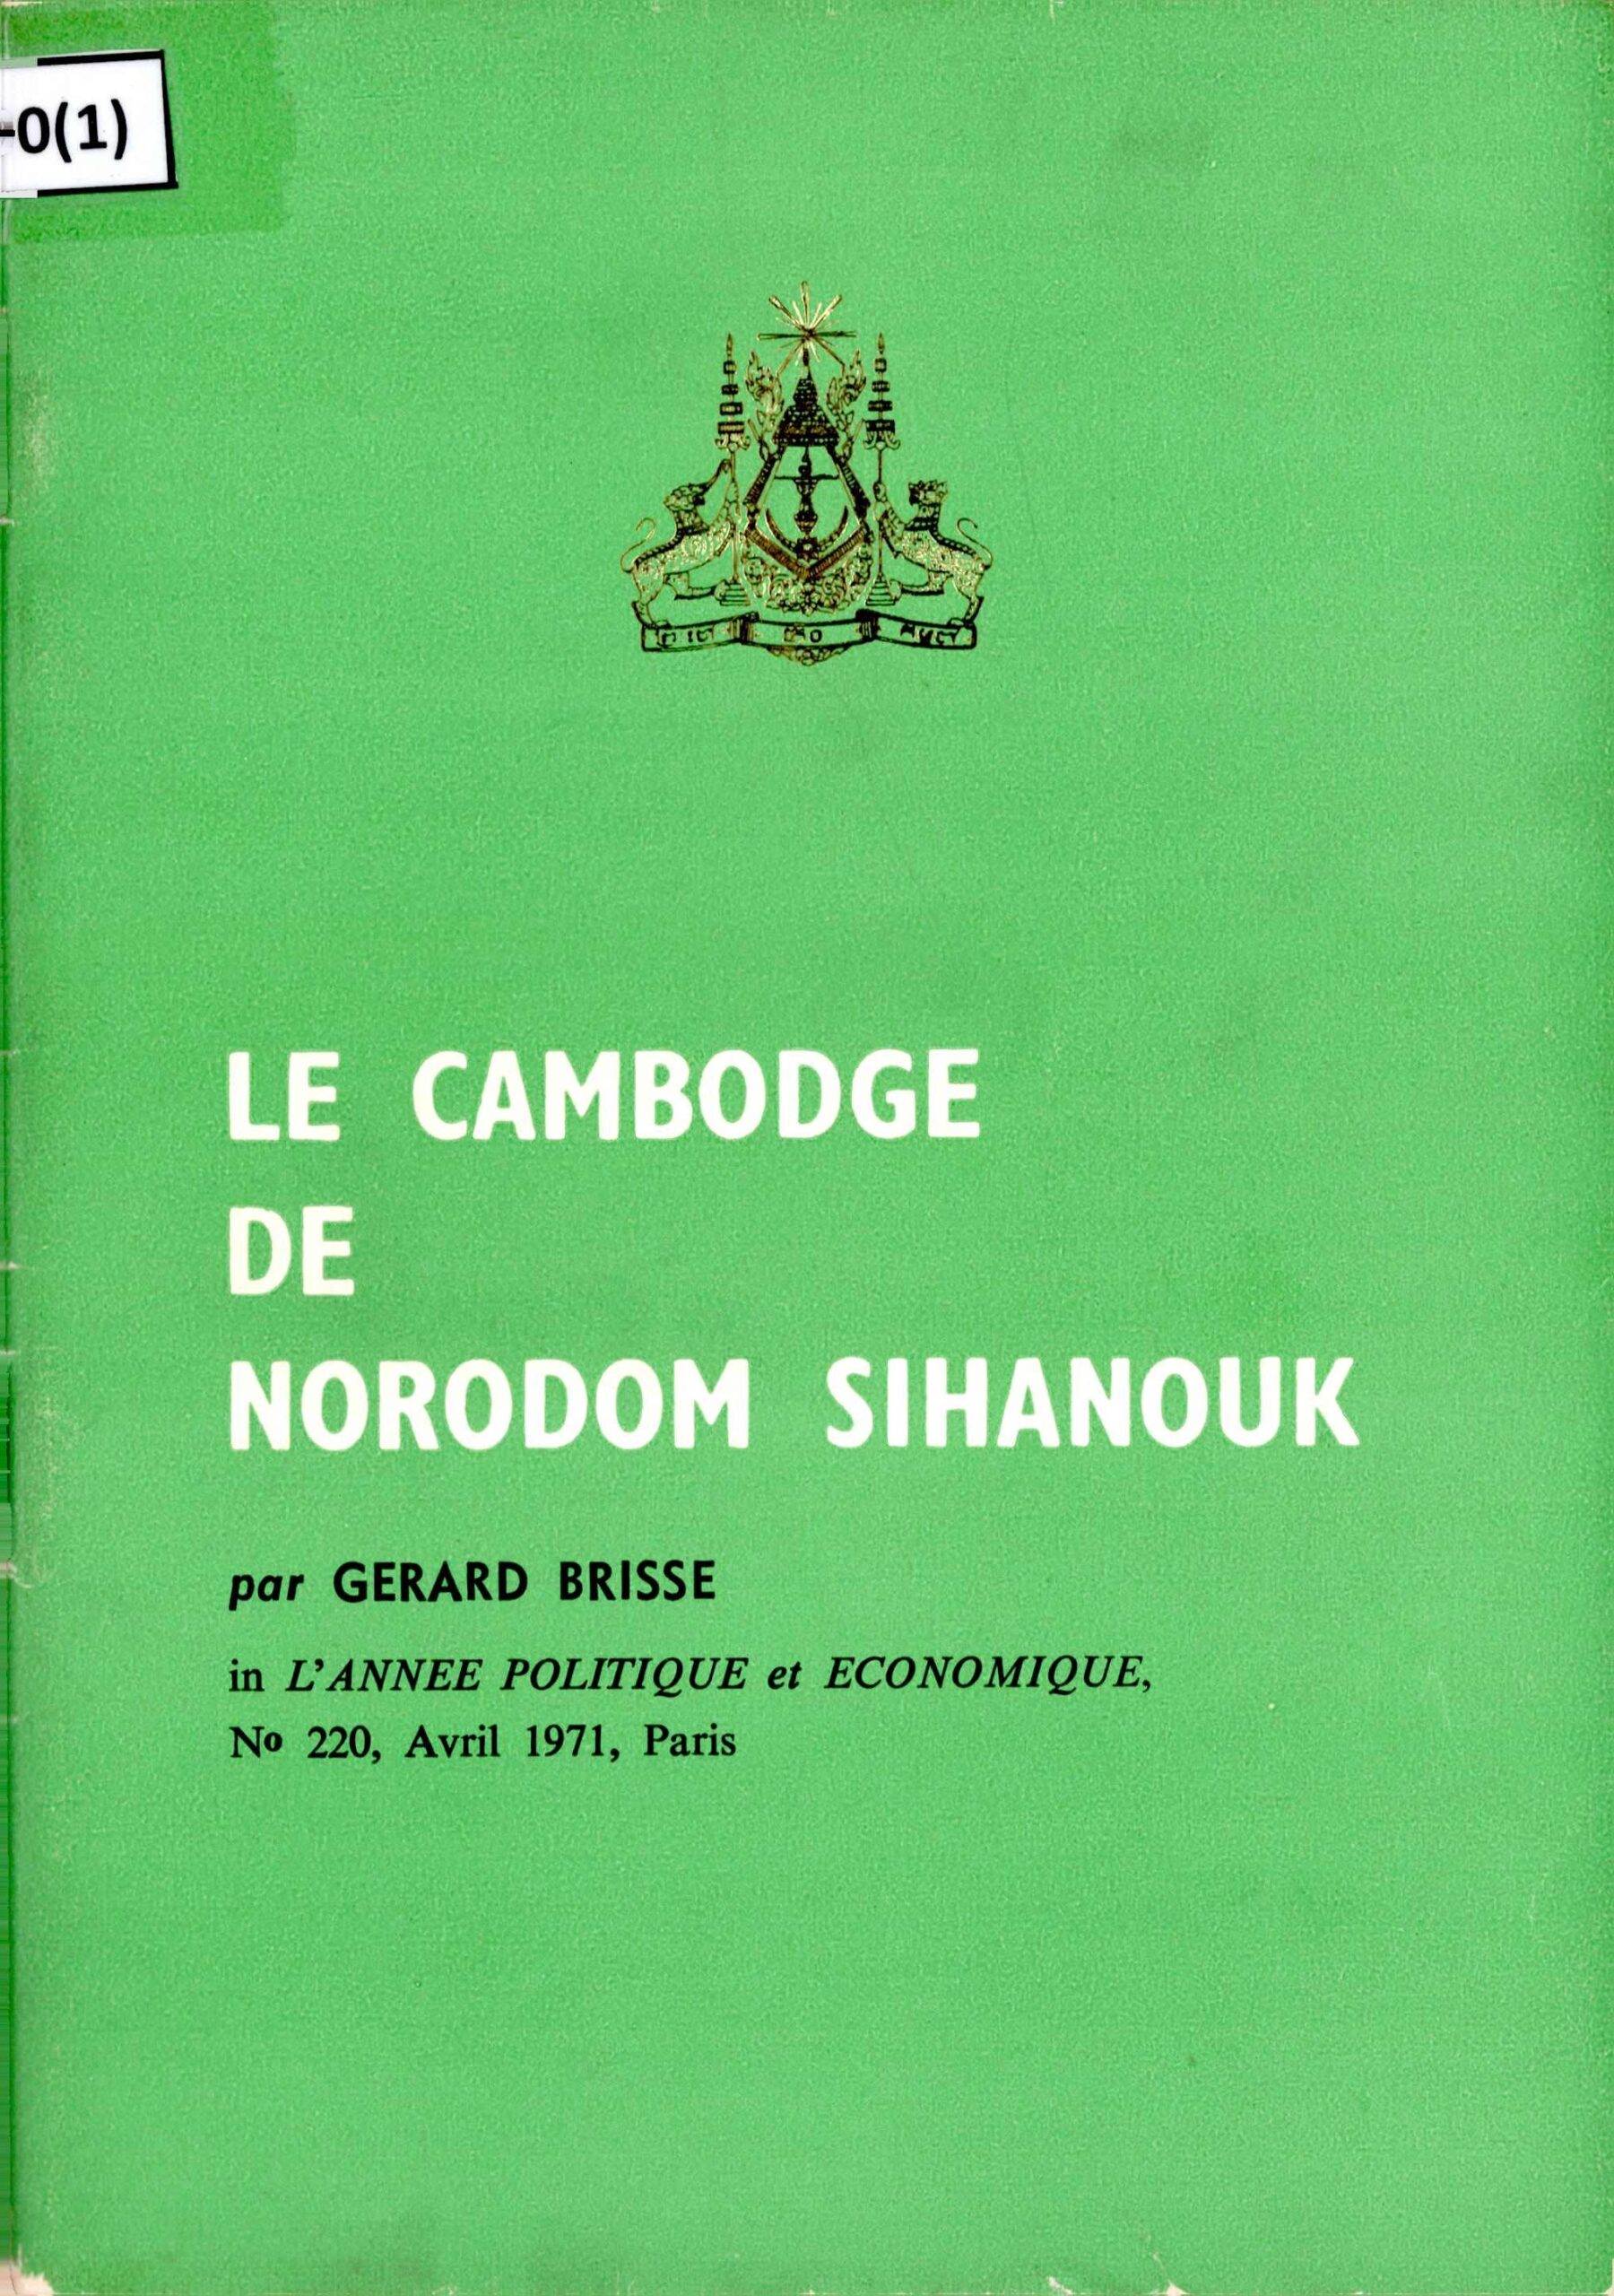 -0(1)
LE CAMBODGE
DE
NORODOM SIHANOUK
par GERARD BRISSE
in L'ANNEE POLITIQUE et ECONOMIQUE,
No 220, Avril 1971, Paris